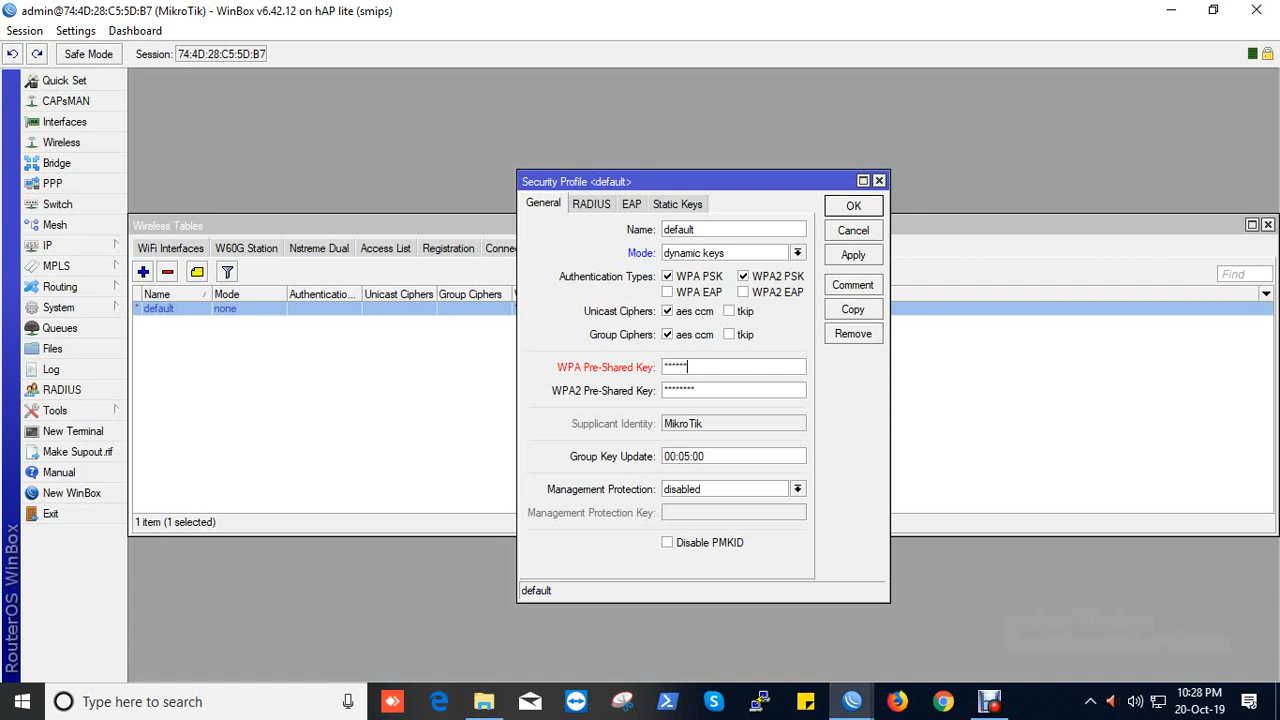 admin@74:4D:28:C5:5D:B7 (MikroTik) - WinBox v6.42.12 on hAP lite (smips)
Session Settings Dashboard
Safe Mode Session: 74:4D:28:C5:5D:B7
Quick Set
CAPsMAN
Interfaces
Wireless
Bridge
PPP
Switch
Mesh
IP
MPLS
Routing
System
Queues
Files
Log
RADIUS
Tools
New Terminal
Make Supout.rif
Manual
New WinBox
Exit
RouterOS WinBox
Wireless Tables
WiFi Interfaces W60G Station Nstreme Dual Access List Registration Conne
Find
Name Mode Authenticatio... Unicast Ciphers Group Ciphers
* default none
1 item (1 selected)
Security Profile <default>
General RADIUS EAP Static Keys
Name: default
Mode: dynamic keys
Authentication Types: WPA PSK WPA2 PSK
WPA EAP WPA2 EAP
Unicast Ciphers: aes ccm tkip
Group Ciphers: aes ccm tkip
WPA Pre-Shared Key: ******
WPA2 Pre-Shared Key: ********
Supplicant Identity: MikroTik
Group Key Update: 00:05:00
Management Protection: disabled
Management Protection Key:
Disable PMKID
default
OK
Cancel
Apply
Comment
Copy
Remove
Type here to search
10:28 PM
20-Oct-19